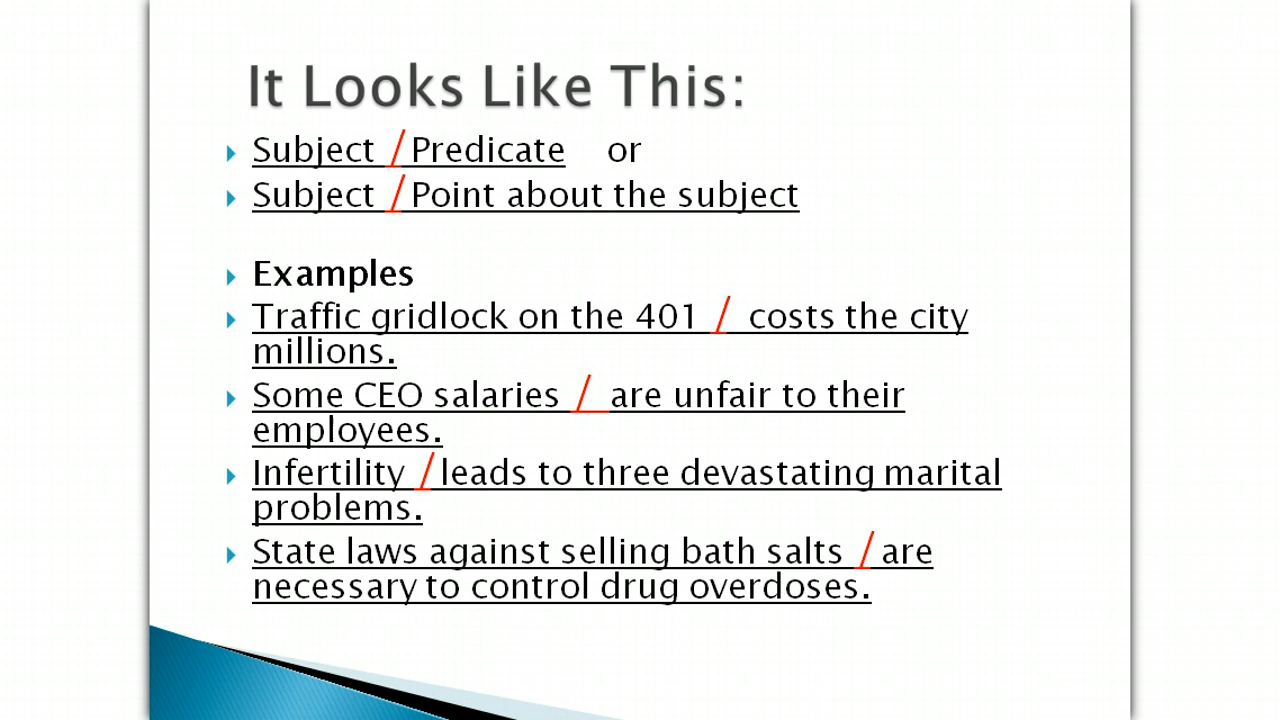 It Looks Like This:
Subject / Predicate or
Subject / Point about the subject
Examples
Traffic gridlock on the 401 / costs the city
millions.
Some CEO salaries / are unfair to their
employees.
Infertility / leads to three devastating marital
problems.
State laws against selling bath salts / are
necessary to control drug overdoses.